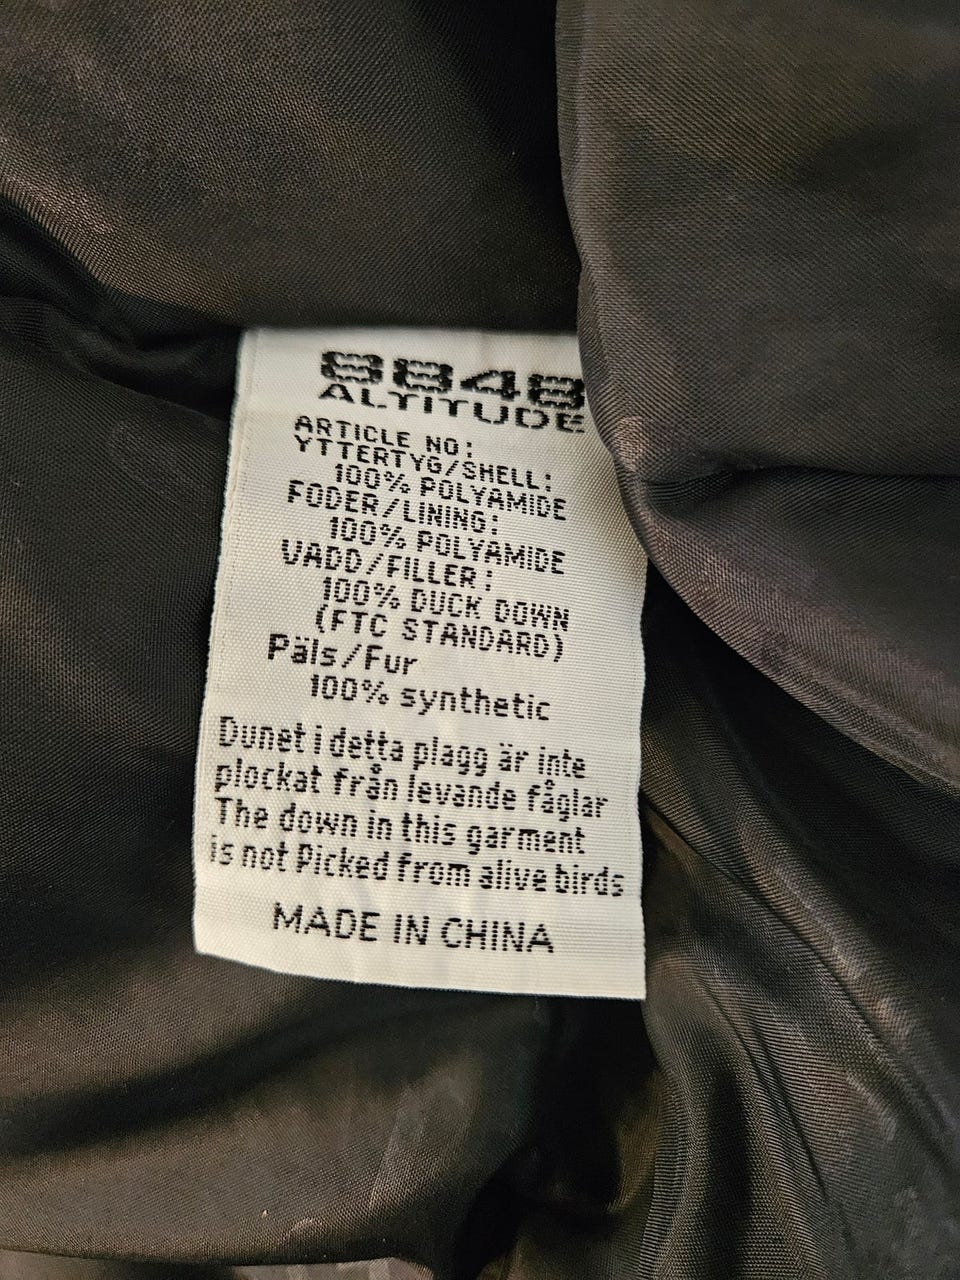 8848
ALTITUDE
ARTICLE NO:
YTTERTYG/SHELL:
100% POLYAMIDE
FODER/LINING:
100% POLYAMIDE
VADD/FILLER:
100% DUCK DOWN
(FTC STANDARD)
Päls/Fur
100% synthetic
Dunet i detta plagg är inte
plockat från levande fåglar
The down in this garment
is not Picked from alive birds
MADE IN CHINA